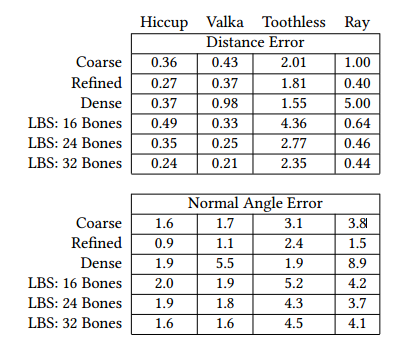 Hiccup Valka Toothless Ray
Distance Error
Coarse 0.36 0.43 2.01 1.00
Refined 0.27 0.37 1.81 0.40
Dense 0.37 0.98 1.55 5.00
LBS: 16 Bones 0.49 0.33 4.36 0.64
LBS: 24 Bones 0.35 0.25 2.77 0.46
LBS: 32 Bones 0.24 0.21 2.35 0.44
Normal Angle Error
Coarse 1.6 1.7 3.1 3.8
Refined 0.9 1.1 2.4 1.5
Dense 1.9 5.5 1.9 8.9
LBS: 16 Bones 2.0 1.9 5.2 4.2
LBS: 24 Bones 1.9 1.8 4.3 3.7
LBS: 32 Bones 1.6 1.6 4.5 4.1